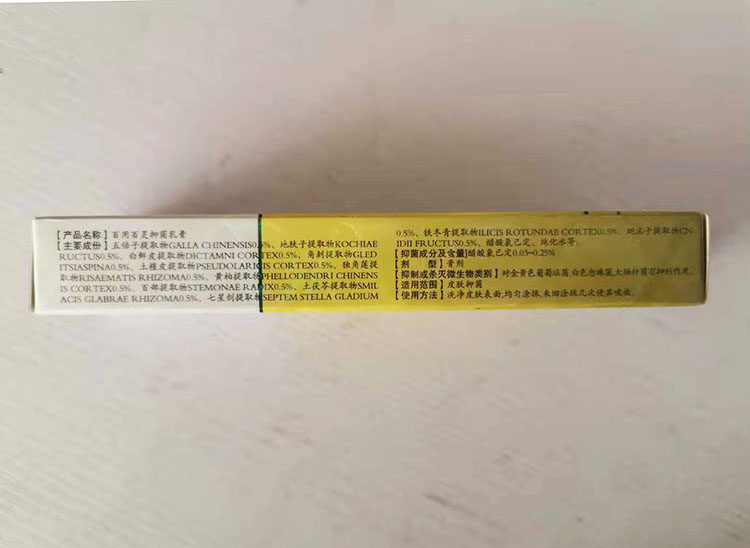 【产品名称】百用百灵抑菌乳膏
【主要成份】五倍子提取物GALLA CHINENSIS0.5%、地肤子提取物KOCHIAE
RUCTUS0.5%、白鲜皮提取物DICTAMNI CORTEX0.5%、角刺提取物GLED
ITSIASPINA0.5%、土槿皮提取物PSEUDOLARICIS CORTEX0.5%、独角莲提
取物RISAEMATIS RHIZOMA0.5%、黄柏提取物PHELLODENDRI CHINENS
IS CORTEX0.5%、百部提取物STEMONAE RADIX0.5%、土茯苓提取物SMIL
ACIS GLABRAE RHIZOMA0.5%、七星剑提取物SEPTEM STELLA GLADIUM
0.5%、铁冬青提取物ILICIS ROTUNDAE CORTEX0.5%、蛇床子提取物CN
IDII FRUCTUS0.5%、醋酸氯己定、纯化水等。
【抑菌成分及含量】醋酸氯己定0.03~0.25%
【剂 型】膏剂
【抑制或杀灭微生物类别】对金黄色葡萄球菌、白色念珠菌、大肠杆菌有抑制作用。
【适用范围】皮肤抑菌
【使用方法】洗净皮肤表面,均匀涂抹,来回涂抹几次使其吸收。